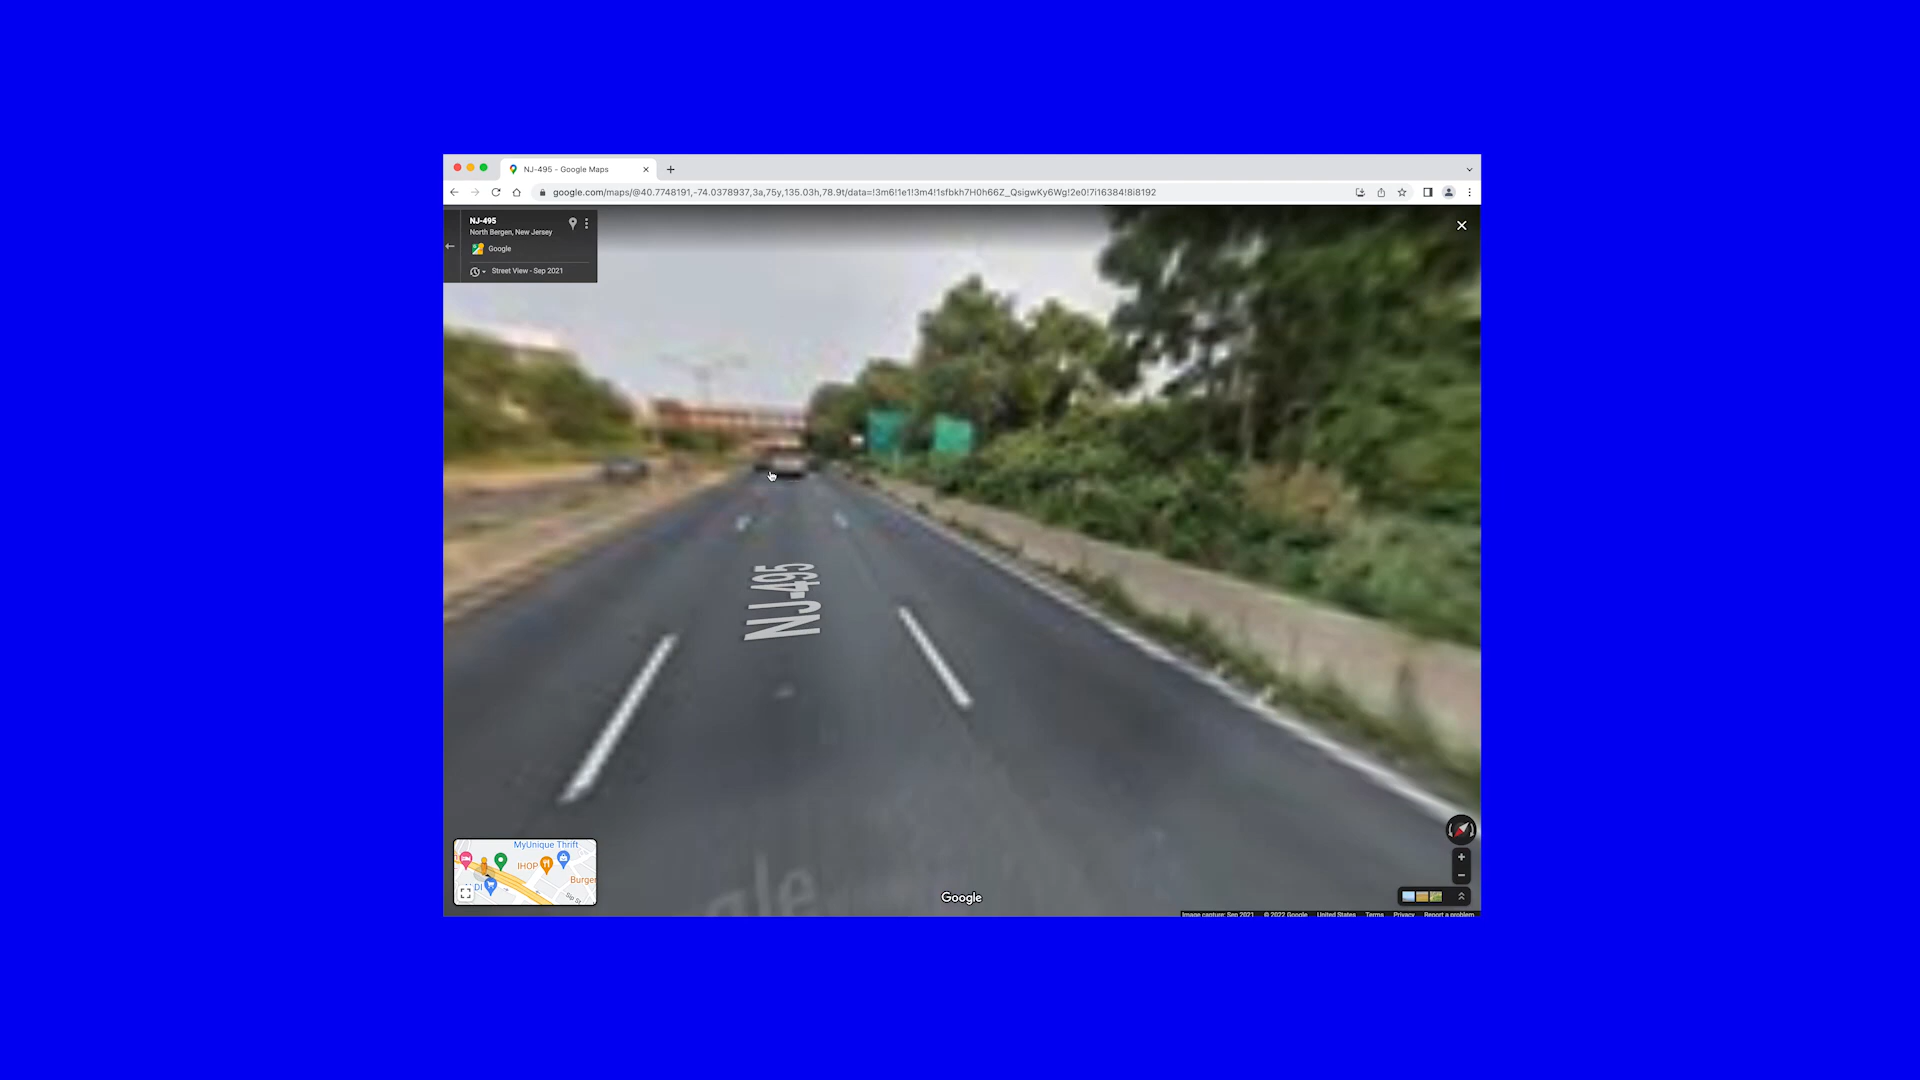 NJ-495 - Google Maps
google.com/maps/@40.7748191,-74.0378937,3a,75y,135.03h,78.9t/data=!3m6!1e1!3m4!1sfbkh7H0h66Z_QsigwKy6Wg!2e0!7i16384!8i8192
NJ-495
North Bergen, New Jersey
Google
Street View - Sep 2021
NJ-495
MyUnique Thrift
IHOP
Burger
Google
Image capture: Sep 2021 © 2022 Google United States Terms Privacy Report a problem